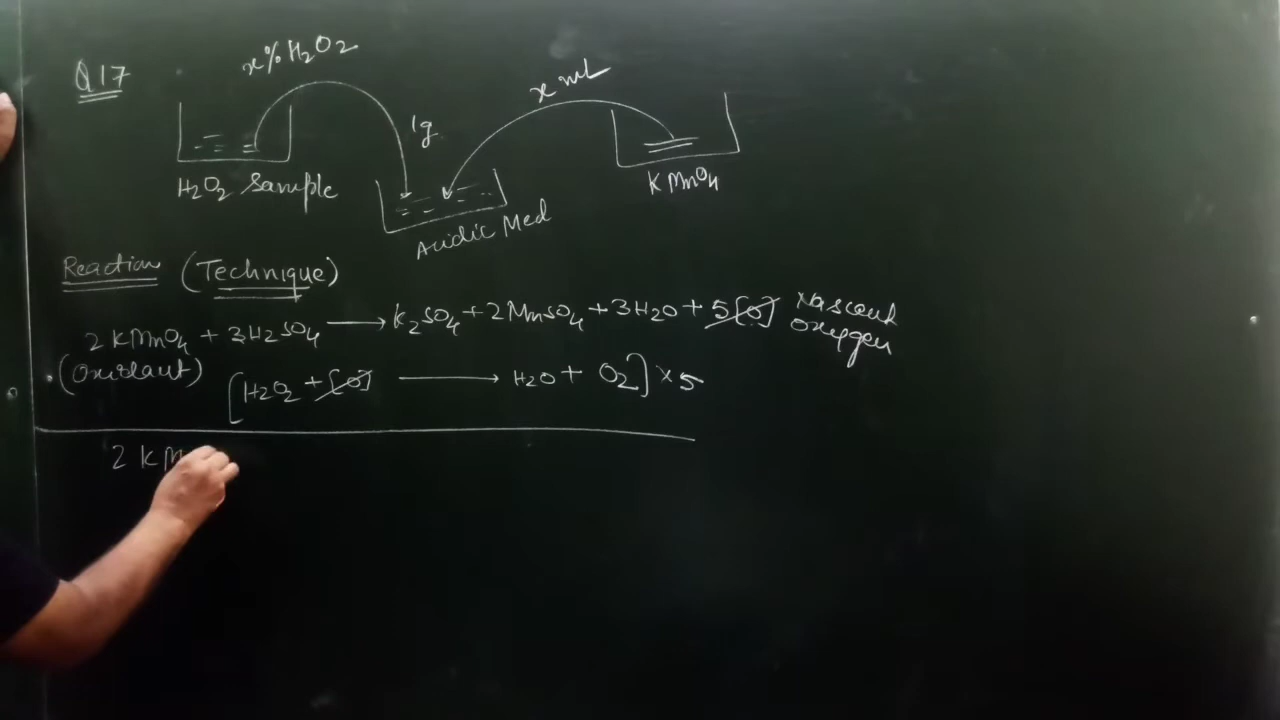 Q17
x% H2O2
x mL
1g
H2O2 Sample
KMnO4
Acidic Med
Reaction (Technique)
2 KMnO4 + 3H2SO4 → K2SO4 + 2MnSO4 + 3H2O + 5[O] nascent oxygen
(Oxidant)
[H2O2 + [O] → H2O + O2] × 5
2 KM